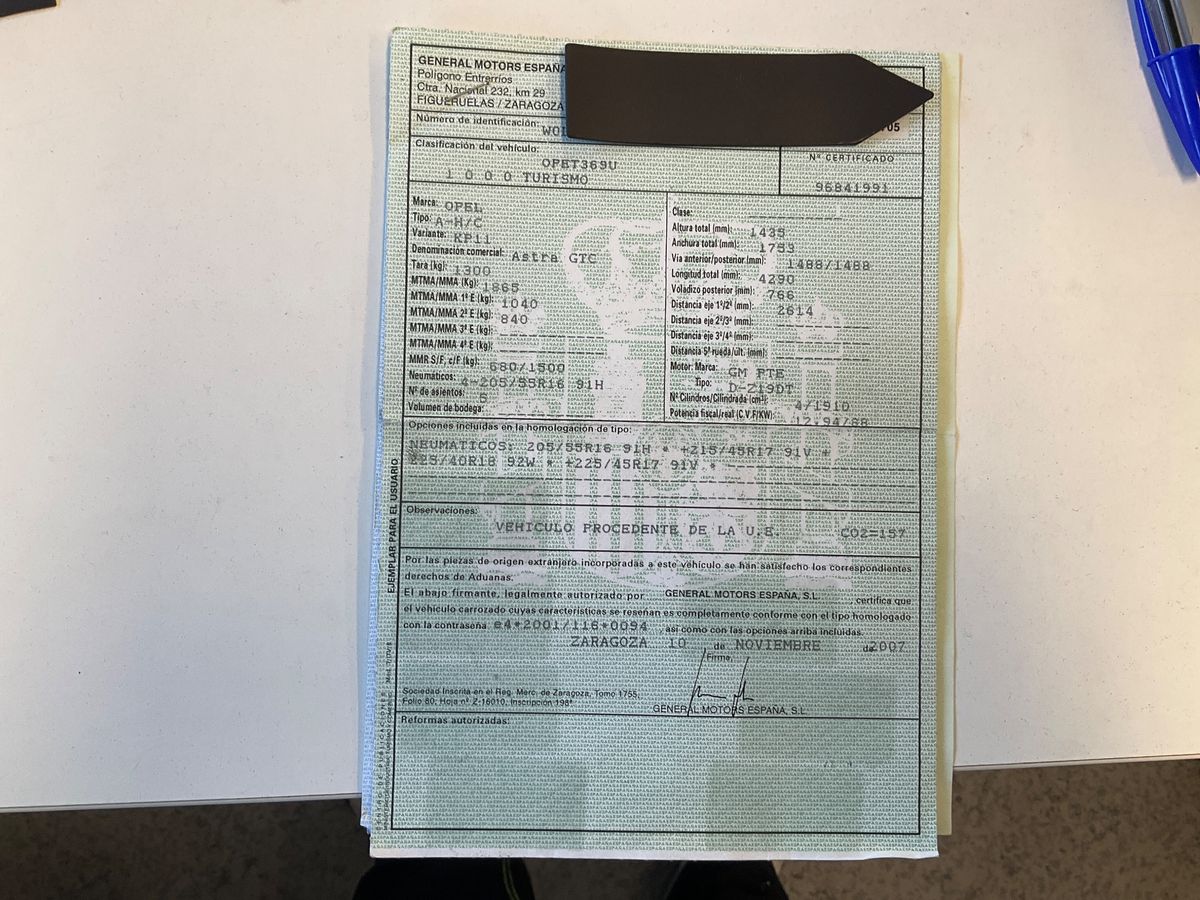 GENERAL MOTORS ESPAÑA
Polígono Entrerríos
Ctra. Nacional 232, km 29
FIGUERUELAS / ZARAGOZA
Número de identificación: WOL 705
Clasificación del vehículo:
OPET369U
1 0 0 0 TURISMO
Nº CERTIFICADO
96841991
Marca: OPEL
Tipo: A-H/C
Variante: KP11
Denominación comercial: Astra GTC
Tara (kg): 1300
MTMA/MMA (Kg): 1865
MTMA/MMA 1º E (kg): 1040
MTMA/MMA 2º E (kg): 840
MTMA/MMA 3º E (kg):
MTMA/MMA 4º E (kg):
MMR S/F, c/F (kg): 680/1500
Neumáticos: 4-205/55R16 91H
Nº de asientos: 5
Volumen de bodega:
Clase:
Altura total (mm): 1435
Anchura total (mm): 1753
Vía anterior/posterior (mm): 1488/1488
Longitud total (mm): 4290
Voladizo posterior (mm): 766
Distancia eje 1º/2º (mm): 2614
Distancia eje 2º/3º (mm):
Distancia eje 3º/4º (mm):
Distancia 5ª rueda/últ. (mm):
Motor: Marca: GM PTE
Tipo: D-Z19DT
Nº Cilindros/Cilindrada (cm³): 4/1910
Potencia fiscal/real (C.V.F/KW): 12.94/88
Opciones incluidas en la homologación de tipo:
NEUMATICOS: 205/55R16 91H * +215/45R17 91V +
225/40R18 92W * +225/45R17 91V *
Observaciones:
VEHICULO PROCEDENTE DE LA U.E. CO2=157
Por las piezas de origen extranjero incorporadas a este vehículo se han satisfecho los correspondientes
derechos de Aduanas.
El abajo firmante, legalmente autorizado por GENERAL MOTORS ESPAÑA, S.L. certifica que
el vehículo carrozado cuyas características se reseñan es completamente conforme con el tipo homologado
con la contraseña e4*2001/116*0094 , así como con las opciones arriba incluidas.
ZARAGOZA 10 de NOVIEMBRE de 2007
Firma,
Sociedad Inscrita en el Reg. Merc. de Zaragoza, Tomo 1755,
Folio 80, Hoja nº Z-16010, Inscripción 198ª
GENERAL MOTORS ESPAÑA, S.L.
Reformas autorizadas:
EJEMPLAR PARA EL USUARIO